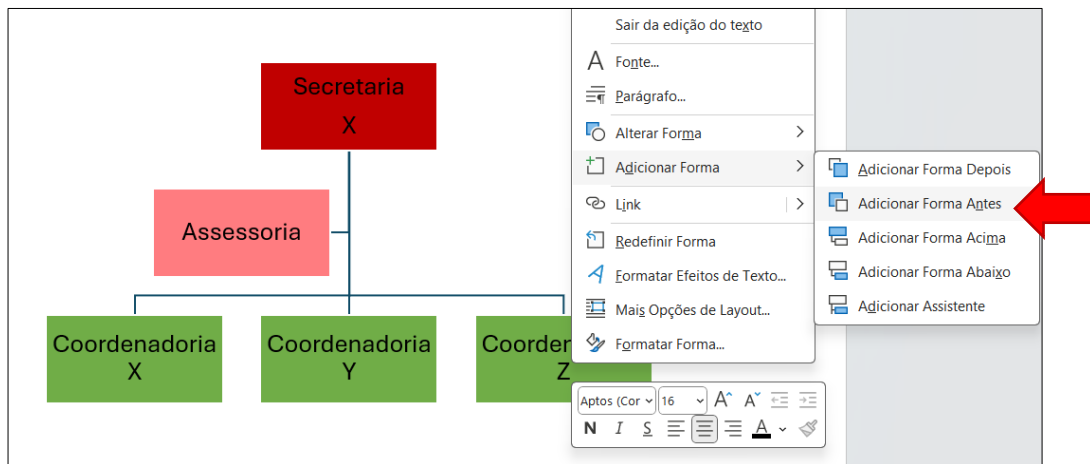 Secretaria
X
Assessoria
Coordenadoria
X
Coordenadoria
Y
Z
Sair da edição do texto
Fonte...
Parágrafo...
Alterar Forma
Adicionar Forma
Link
Redefinir Forma
Formatar Efeitos de Texto...
Mais Opções de Layout...
Formatar Forma...
Adicionar Forma Depois
Adicionar Forma Antes
Adicionar Forma Acima
Adicionar Forma Abaixo
Adicionar Assistente
Aptos (Cor 16 A A
N I S A